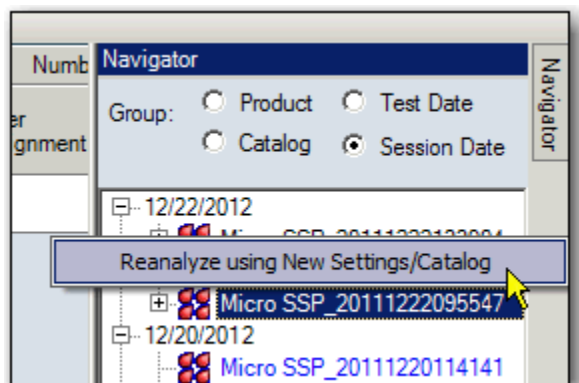 Numb
Navigator
Navigator
er
gnment
Group:
Product
Test Date
Catalog
Session Date
12/22/2012
Reanalyze using New Settings/Catalog
Micro SSP_20111222095547
12/20/2012
Micro SSP_20111220114141